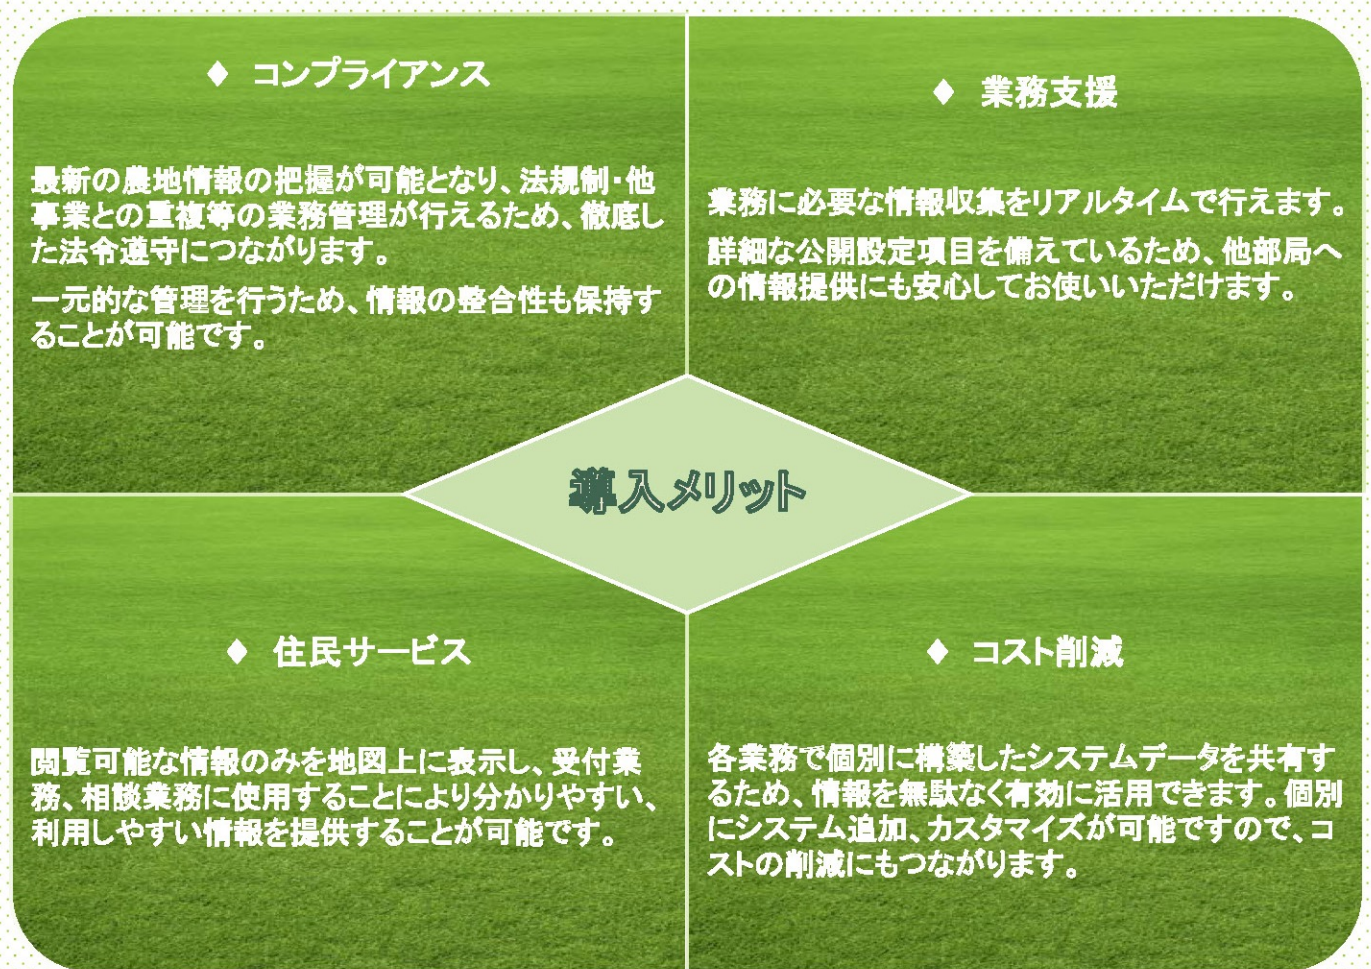 ◆ コンプライアンス
最新の農地情報の把握が可能となり、法規制・他
事業との重複等の業務管理が行えるため、徹底し
た法令遵守につながります。
一元的な管理を行うため、情報の整合性も保持す
ることが可能です。
◆ 業務支援
業務に必要な情報収集をリアルタイムで行えます。
詳細な公開設定項目を備えているため、他部局へ
の情報提供にも安心してお使いいただけます。
導入メリット
◆ 住民サービス
閲覧可能な情報のみを地図上に表示し、受付業
務、相談業務に使用することにより分かりやすい、
利用しやすい情報を提供することが可能です。
◆ コスト削減
各業務で個別に構築したシステムデータを共有す
るため、情報を無駄なく有効に活用できます。個別
にシステム追加、カスタマイズが可能ですので、コ
ストの削減にもつながります。